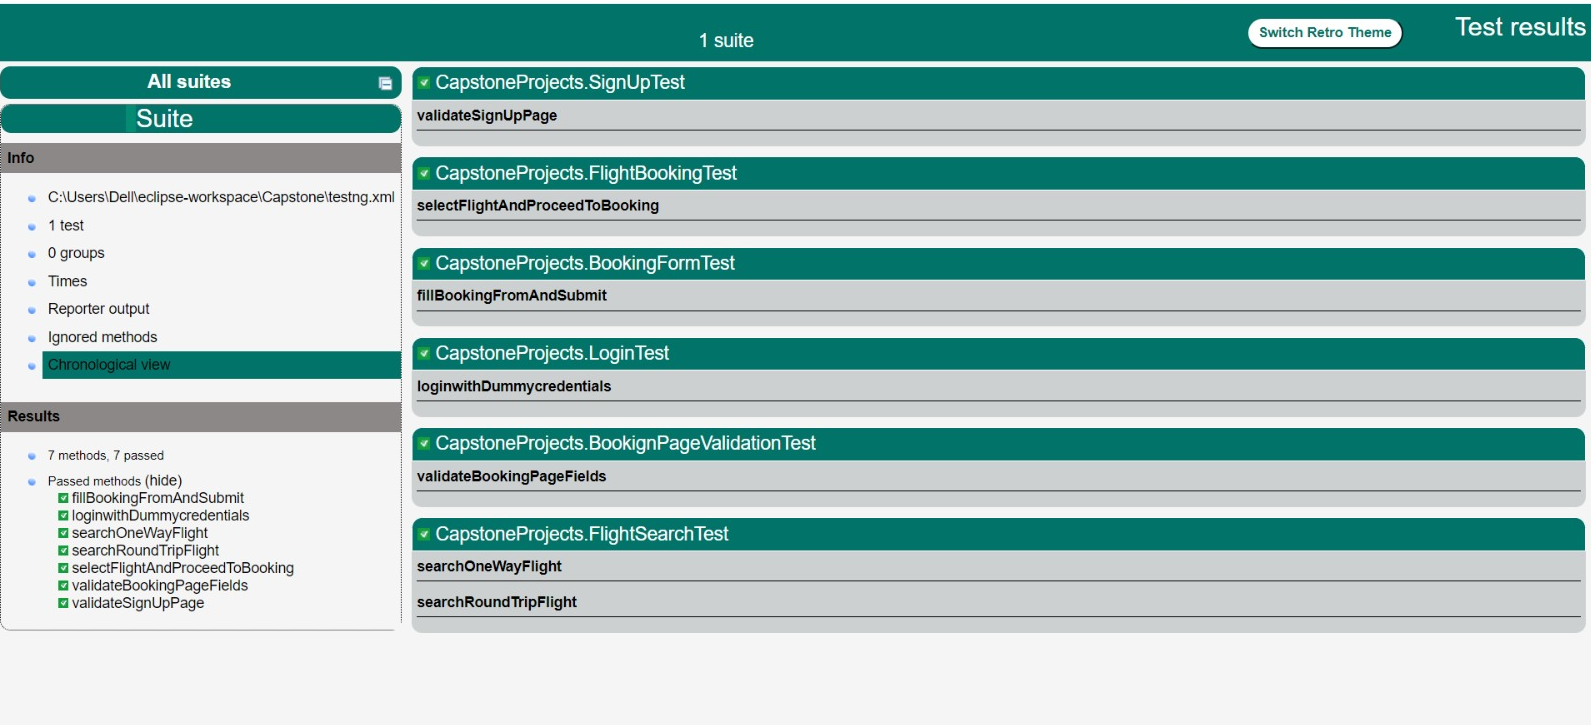 1 suite
Switch Retro Theme
Test results
All suites
Suite
Info
C:\Users\Dell\eclipse-workspace\Capstone\testng.xml
1 test
0 groups
Times
Reporter output
Ignored methods
Chronological view
Results
7 methods, 7 passed
Passed methods (hide)
fillBookingFromAndSubmit
loginwithDummycredentials
searchOneWayFlight
searchRoundTripFlight
selectFlightAndProceedToBooking
validateBookingPageFields
validateSignUpPage
CapstoneProjects.SignUpTest
validateSignUpPage
CapstoneProjects.FlightBookingTest
selectFlightAndProceedToBooking
CapstoneProjects.BookingFormTest
fillBookingFromAndSubmit
CapstoneProjects.LoginTest
loginwithDummycredentials
CapstoneProjects.BookignPageValidationTest
validateBookingPageFields
CapstoneProjects.FlightSearchTest
searchOneWayFlight
searchRoundTripFlight